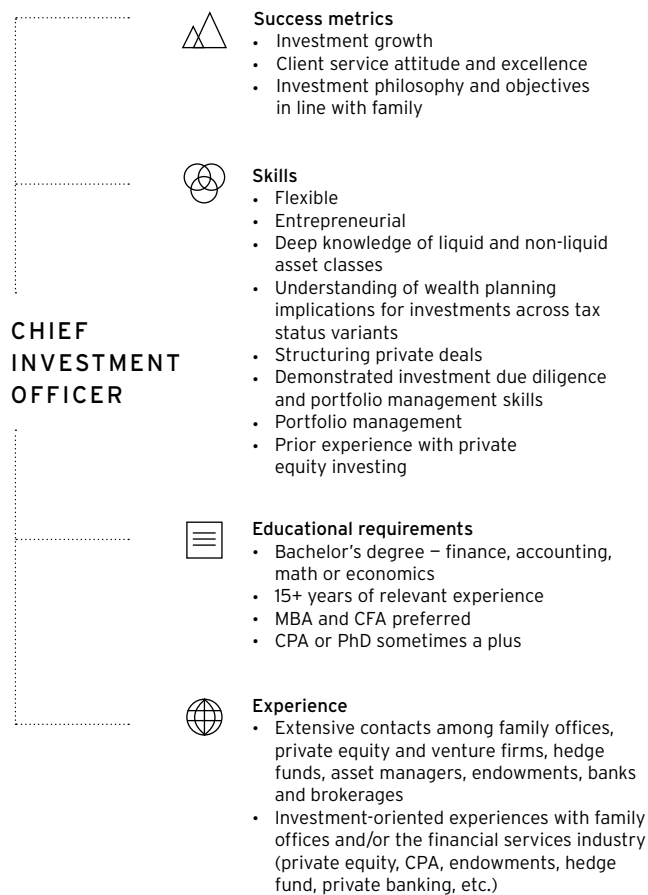 Success metrics
• Investment growth
• Client service attitude and excellence
• Investment philosophy and objectives
in line with family
Skills
• Flexible
• Entrepreneurial
• Deep knowledge of liquid and non-liquid
asset classes
• Understanding of wealth planning
implications for investments across tax
status variants
• Structuring private deals
• Demonstrated investment due diligence
and portfolio management skills
• Portfolio management
• Prior experience with private
equity investing
CHIEF
INVESTMENT
OFFICER
Educational requirements
• Bachelor's degree — finance, accounting,
math or economics
• 15+ years of relevant experience
• MBA and CFA preferred
• CPA or PhD sometimes a plus
Experience
• Extensive contacts among family offices,
private equity and venture firms, hedge
funds, asset managers, endowments, banks
and brokerages
• Investment-oriented experiences with family
offices and/or the financial services industry
(private equity, CPA, endowments, hedge
fund, private banking, etc.)